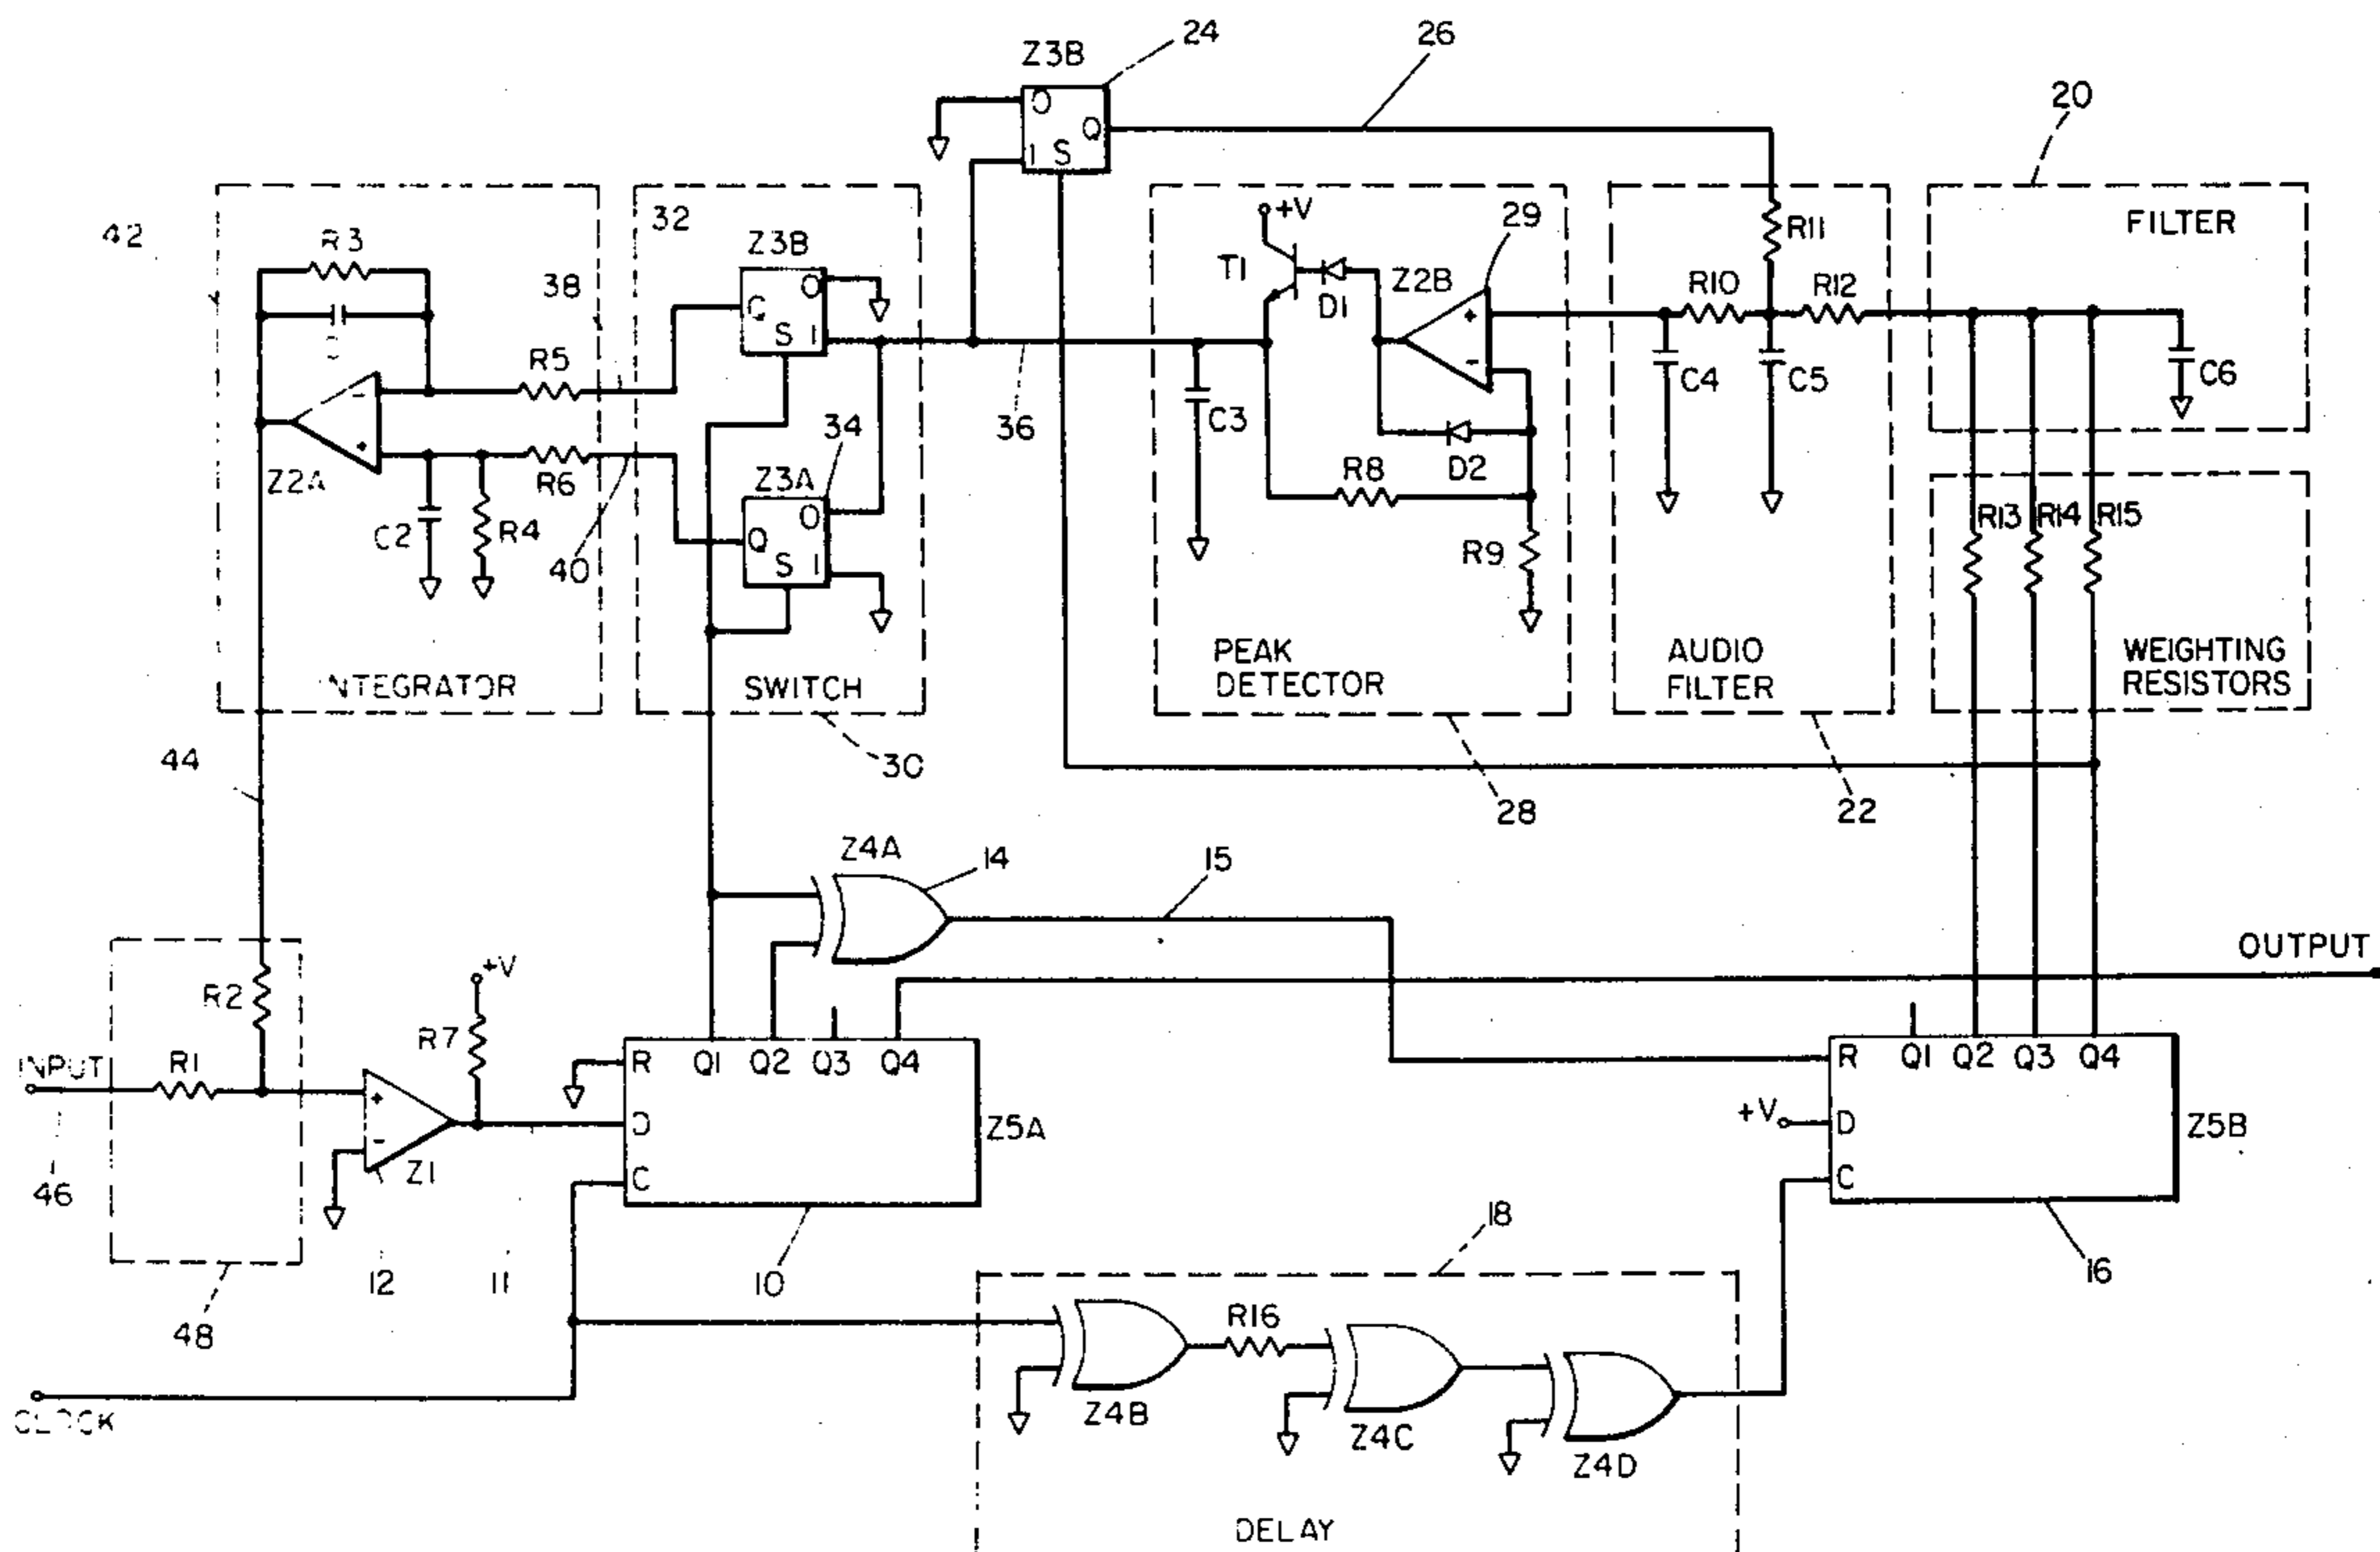 Z3B
24
26
20
O
Q
I S
42
R3
38
32
Z3B
O
Q
S I
+V
T1
D1
Z2B
29
+
-
R11
R10
R12
FILTER
R5
36
C3
C4
C5
C6
-
+
Z2A
R6
C2
R4
40
34
Z3A
O
Q
S I
D2
R8
R9
R13
R14
R15
SWITCH
PEAK
DETECTOR
AUDIO
FILTER
WEIGHTING
RESISTORS
44
30
28
22
Z4A
14
15
OUTPUT
R2
+V
R7
INPUT
R1
+
-
Z1
R
Q1 Q2 Q3 Q4
C
Z5A
R
Q1 Q2 Q3 Q4
+V
D
C
Z5B
46
12
11
10
18
16
48
R16
Z4B
Z4C
Z4D
DELAY